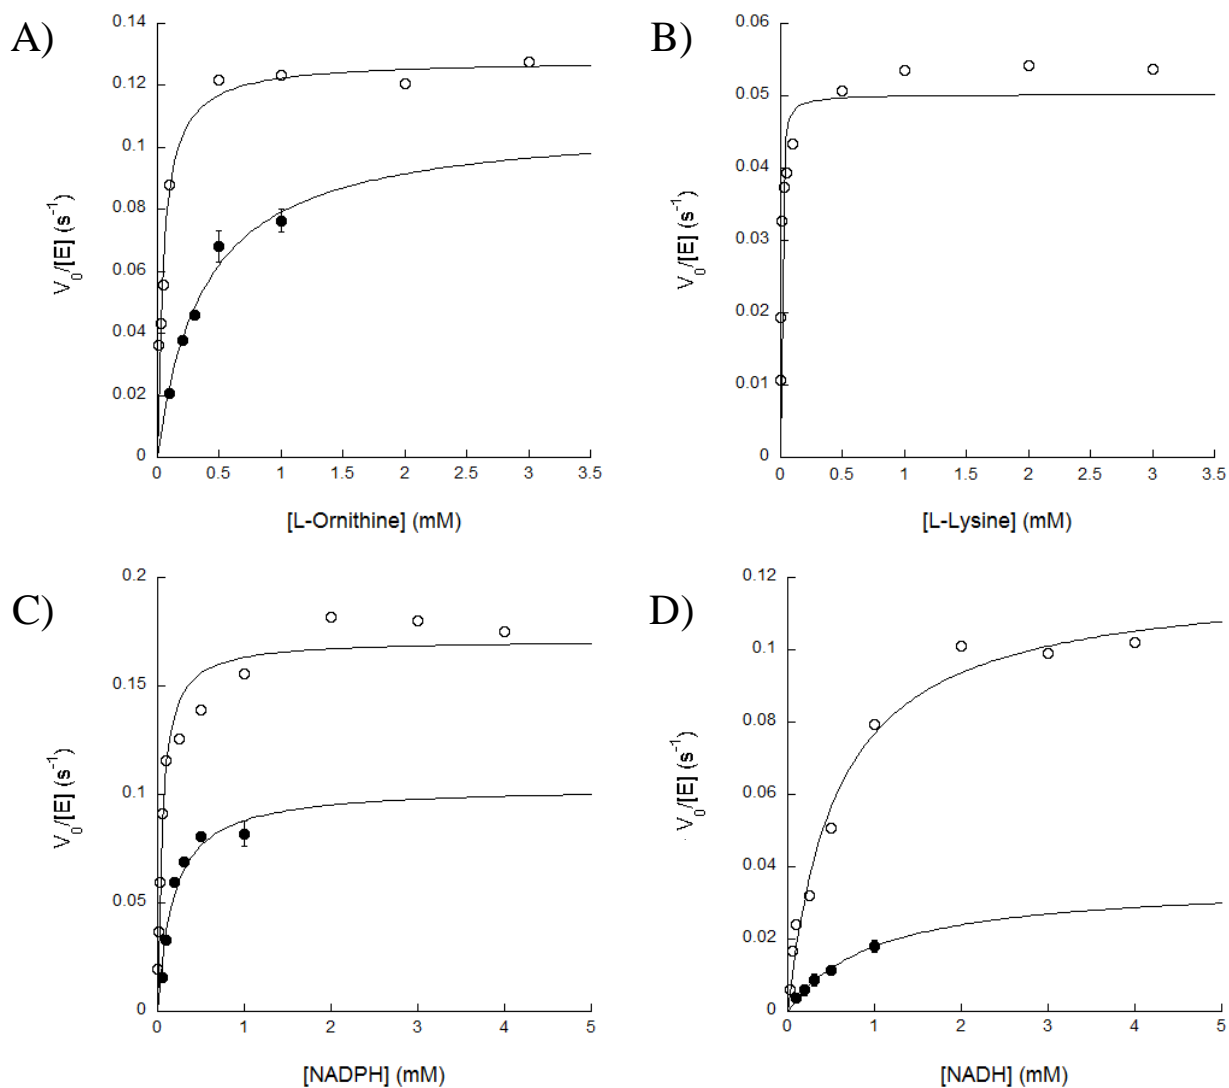 A)
0.14
0.12
0.1
0.08
0.06
0.04
0.02
0
V0/[E] (s-1)
0 0.5 1 1.5 2 2.5 3 3.5
[L-Ornithine] (mM)
B)
0.06
0.05
0.04
0.03
0.02
0.01
0
V0/[E] (s-1)
0 0.5 1 1.5 2 2.5 3 3.5
[L-Lysine] (mM)
C)
0.2
0.15
0.1
0.05
0
V0/[E] (s-1)
0 1 2 3 4 5
[NADPH] (mM)
D)
0.12
0.1
0.08
0.06
0.04
0.02
0
V0/[E] (s-1)
0 1 2 3 4 5
[NADH] (mM)